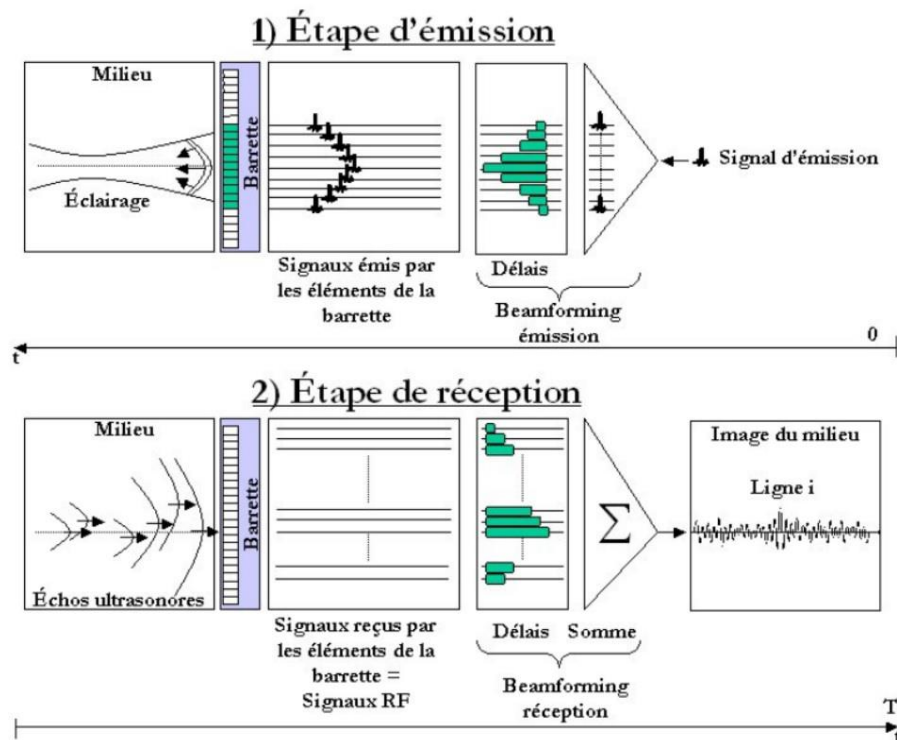 1) Étape d'émission
Milieu
Éclairage
Barrette
Signaux émis par
les éléments de la
barrette
Délais
Beamforming
émission
Signal d'émission
t
0
2) Étape de réception
Milieu
Échos ultrasonores
Barrette
Signaux reçus par
les éléments de la
barrette =
Signaux RF
Délais
Somme
Σ
Beamforming
réception
Image du milieu
Ligne i
T
t